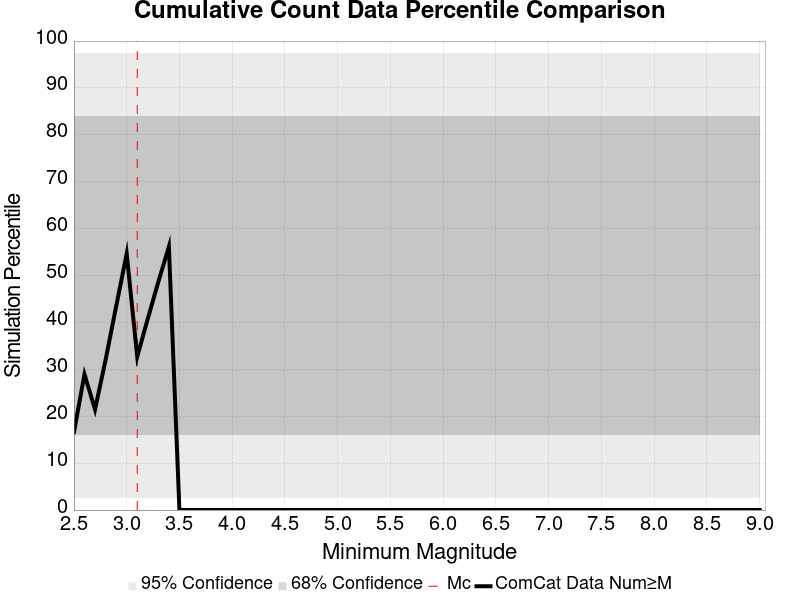 Cumulative Count Data Percentile Comparison
100
90
80
70
60
50
40
30
20
10
0
Simulation Percentile
2.5 3.0 3.5 4.0 4.5 5.0 5.5 6.0 6.5 7.0 7.5 8.0 8.5 9.0
Minimum Magnitude
95% Confidence 68% Confidence Mc ComCat Data Num≥M